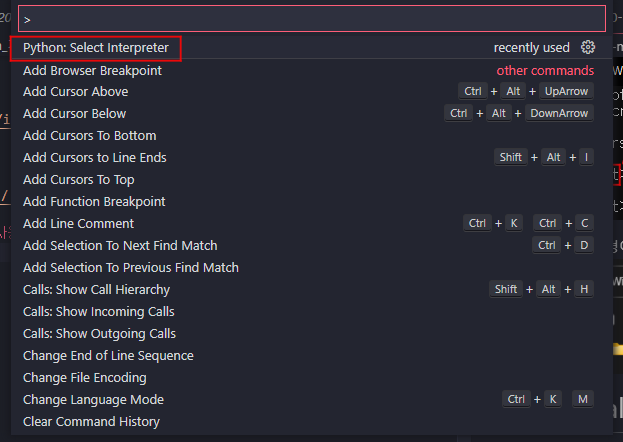 >
Python: Select Interpreter recently used
Add Browser Breakpoint other commands
Add Cursor Above Ctrl + Alt + UpArrow
Add Cursor Below Ctrl + Alt + DownArrow
Add Cursors To Bottom
Add Cursors to Line Ends Shift + Alt + I
Add Cursors To Top
Add Function Breakpoint
Add Line Comment Ctrl + K Ctrl + C
Add Selection To Next Find Match Ctrl + D
Add Selection To Previous Find Match
Calls: Show Call Hierarchy Shift + Alt + H
Calls: Show Incoming Calls
Calls: Show Outgoing Calls
Change End of Line Sequence
Change File Encoding
Change Language Mode Ctrl + K M
Clear Command History